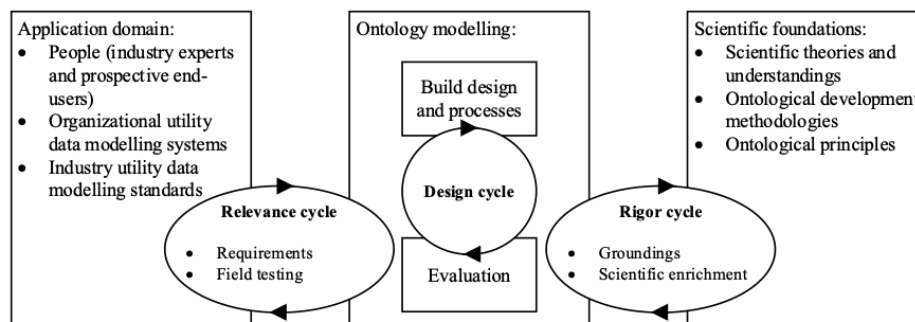 Application domain:
• People (industry experts
and prospective end-
users)
• Organizational utility
data modelling systems
• Industry utility data
modelling standards
Relevance cycle
• Requirements
• Field testing
Ontology modelling:
Build design
and processes
Design cycle
Evaluation
Scientific foundations:
• Scientific theories and
understandings
• Ontological development
methodologies
• Ontological principles
Rigor cycle
• Groundings
• Scientific enrichment